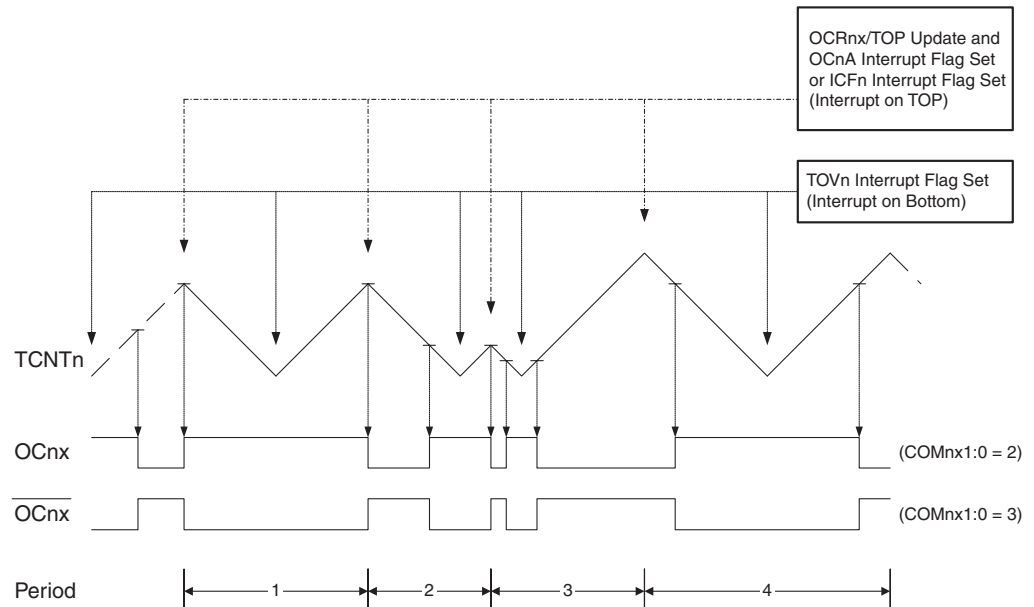 OCRnx/TOP Update and
OCnA Interrupt Flag Set
or ICFn Interrupt Flag Set
(Interrupt on TOP)
TOVn Interrupt Flag Set
(Interrupt on Bottom)
TCNTn
OCnx
(COMnx1:0 = 2)
OCnx
(COMnx1:0 = 3)
Period
1
2
3
4